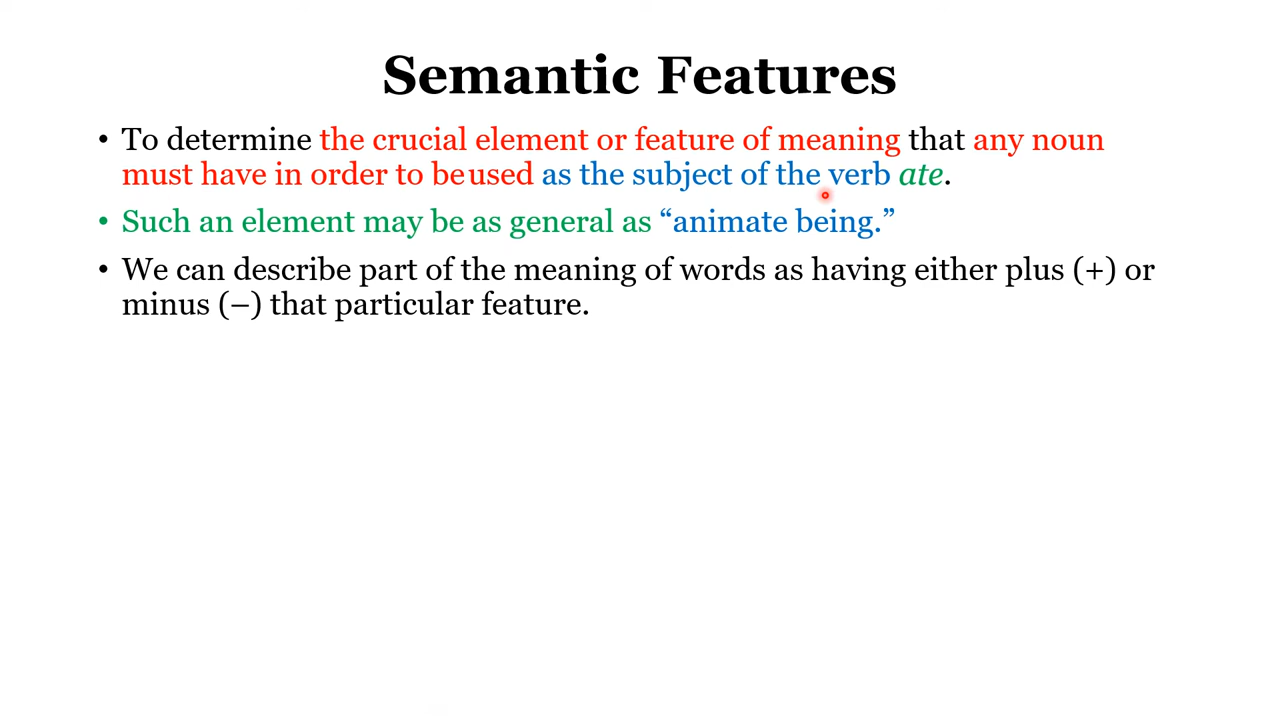 Semantic Features
• To determine the crucial element or feature of meaning that any noun
must have in order to be used as the subject of the verb ate.
• Such an element may be as general as “animate being.”
• We can describe part of the meaning of words as having either plus (+) or
minus (–) that particular feature.